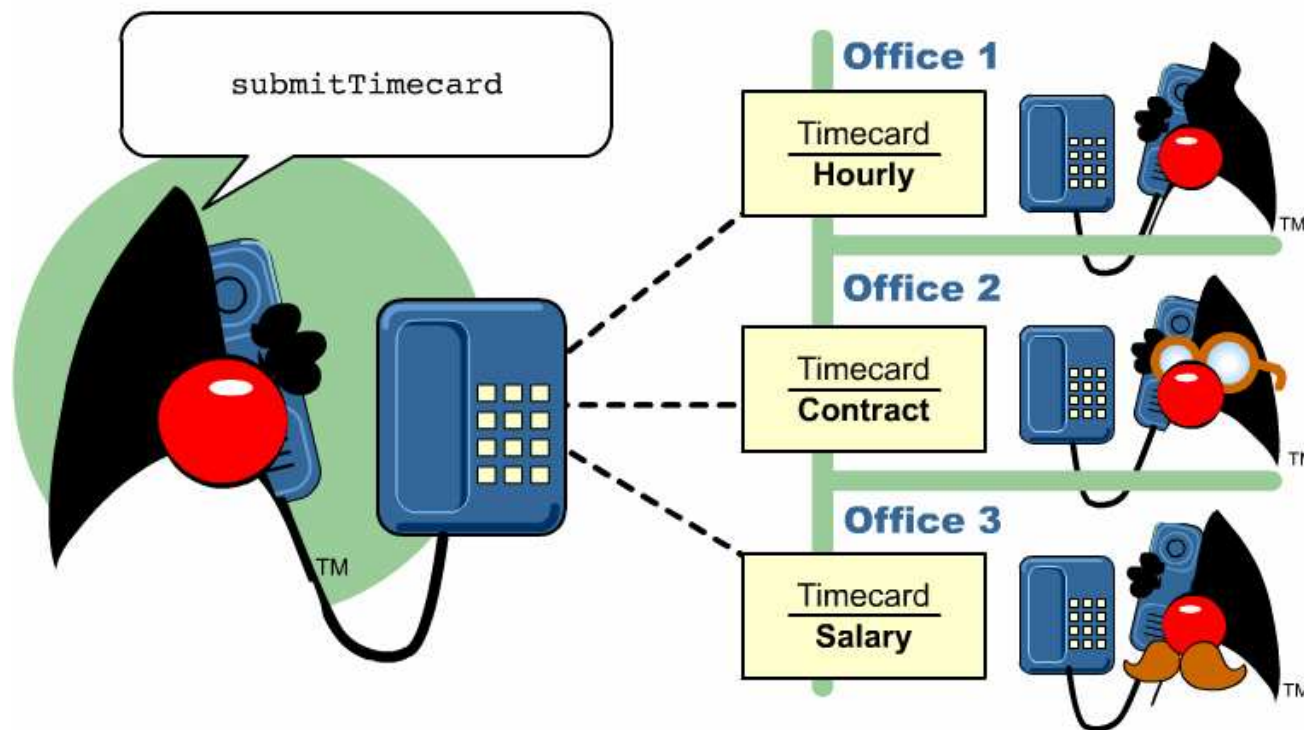 submitTimecard
TM
Office 1
Timecard
Hourly
TM
Office 2
Timecard
Contract
TM
Office 3
Timecard
Salary
TM